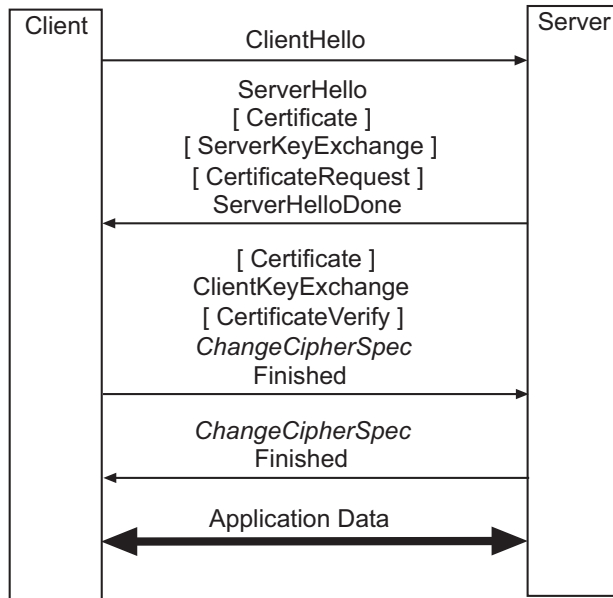 Client
Server
ClientHello
ServerHello
[ Certificate ]
[ ServerKeyExchange ]
[ CertificateRequest ]
ServerHelloDone
[ Certificate ]
ClientKeyExchange
[ CertificateVerify ]
ChangeCipherSpec
Finished
ChangeCipherSpec
Finished
Application Data